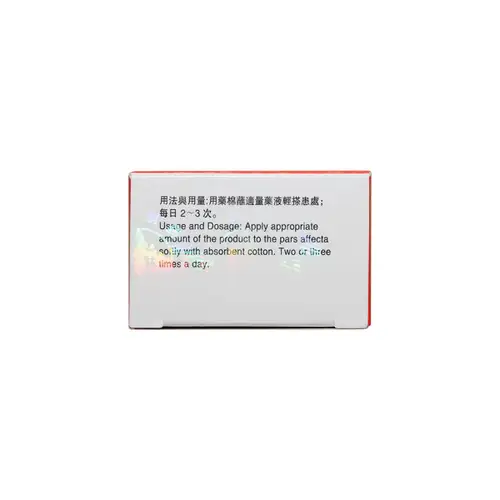 用法與用量:用藥棉蘸適量藥液輕搽患處;
每日 2~3 次。
Usage and Dosage: Apply appropriate
amount of the product to the pars affecta
softly with absorbent cotton. Two or three
times a day.